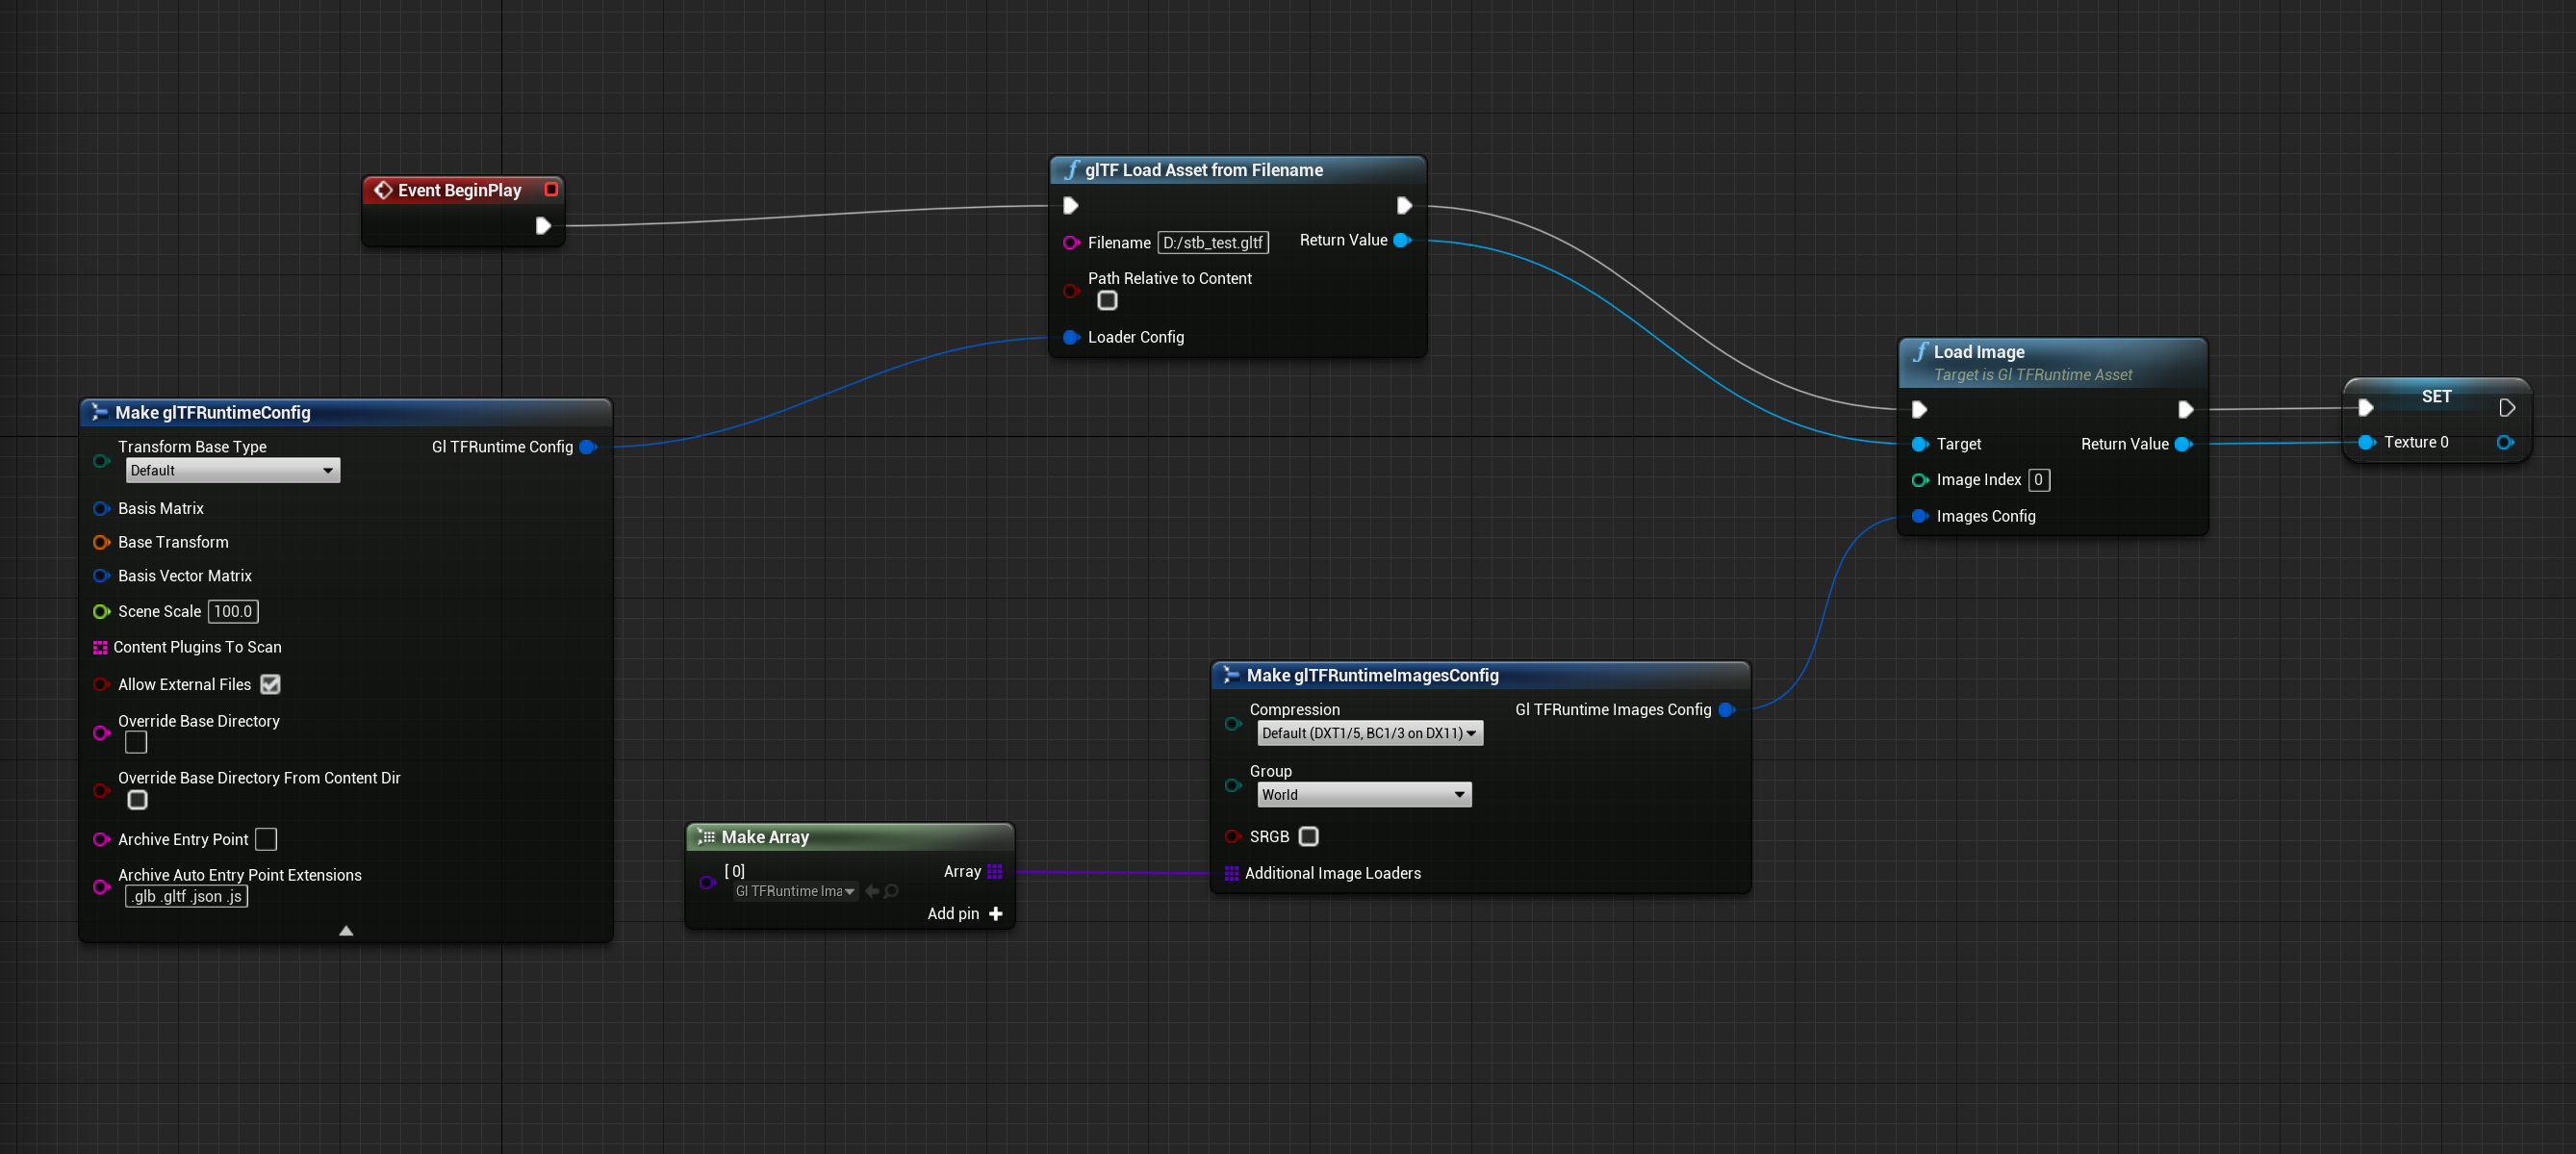 Event BeginPlay
glTF Load Asset from Filename
Filename D:/stb_test.gltf Return Value
Path Relative to Content
Loader Config
Load Image
Target is Gl TFRuntime Asset
Target Return Value
Image Index 0
Images Config
SET
Texture 0
Make glTFRuntimeConfig
Transform Base Type Gl TFRuntime Config
Default
Basis Matrix
Base Transform
Basis Vector Matrix
Scene Scale 100.0
Content Plugins To Scan
Allow External Files
Override Base Directory
Override Base Directory From Content Dir
Archive Entry Point
Archive Auto Entry Point Extensions
.glb .gltf .json .js
Make Array
[ 0] Array
Gl TFRuntime Ima
Add pin
Make glTFRuntimeImagesConfig
Compression Gl TFRuntime Images Config
Default (DXT1/5, BC1/3 on DX11)
Group
World
SRGB
Additional Image Loaders